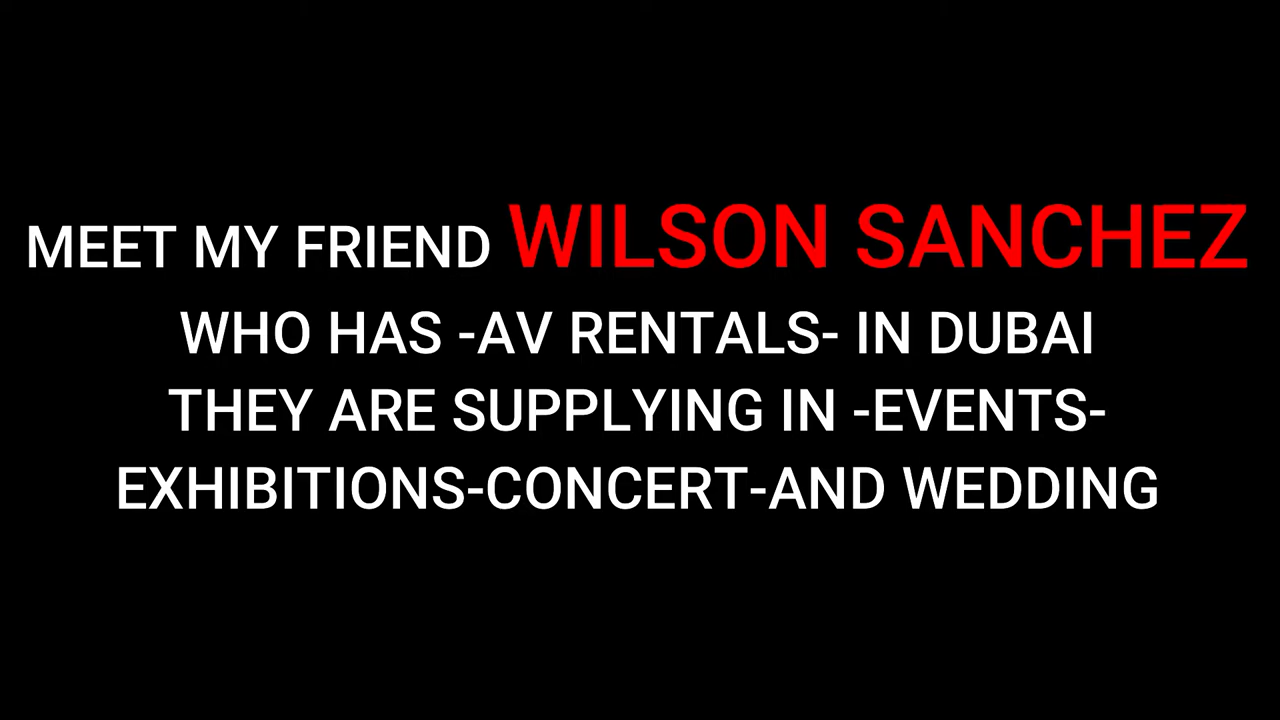 MEET MY FRIEND WILSON SANCHEZ
WHO HAS -AV RENTALS- IN DUBAI
THEY ARE SUPPLYING IN -EVENTS-
EXHIBITIONS-CONCERT-AND WEDDING